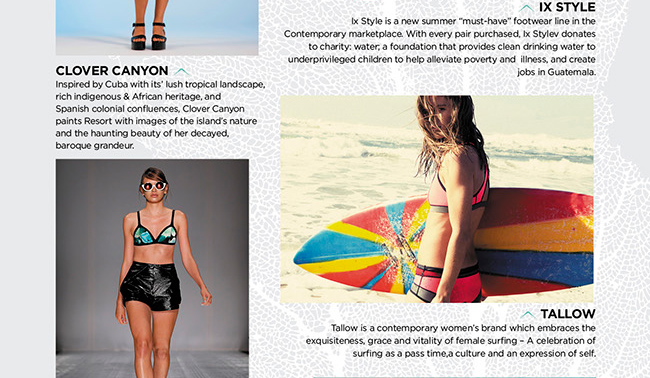 IX STYLE
Ix Style is a new summer “must-have” footwear line in the
Contemporary marketplace. With every pair purchased, Ix Stylev donates
to charity: water; a foundation that provides clean drinking water to
underprivileged children to help alleviate poverty and illness, and create
jobs in Guatemala.
CLOVER CANYON
Inspired by Cuba with its’ lush tropical landscape,
rich indigenous & African heritage, and
Spanish colonial confluences, Clover Canyon
paints Resort with images of the island’s nature
and the haunting beauty of her decayed,
baroque grandeur.
TALLOW
Tallow is a contemporary women’s brand which embraces the
exquisiteness, grace and vitality of female surfing – A celebration of
surfing as a pass time,a culture and an expression of self.